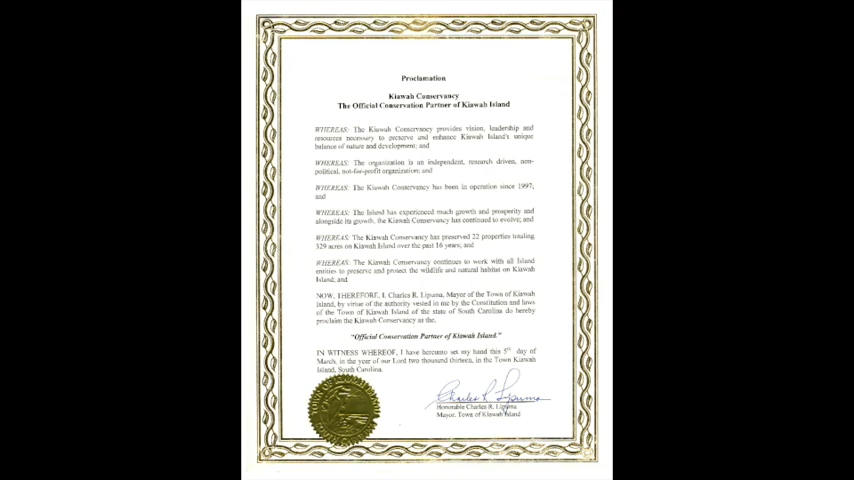 Proclamation
Kiawah Conservancy
The Official Conservation Partner of Kiawah Island
WHEREAS: The Kiawah Conservancy provides vision, leadership and
resources necessary to preserve and enhance Kiawah Island's unique
balance of nature and development; and
WHEREAS: The organization is an independent, research driven, non-
political, not-for-profit organization; and
WHEREAS: The Kiawah Conservancy has been in operation since 1997;
and
WHEREAS: The Island has experienced much growth and prosperity and
alongside its growth, the Kiawah Conservancy has continued to evolve; and
WHEREAS: The Kiawah Conservancy has preserved 22 properties totaling
329 acres on Kiawah Island over the past 16 years; and
WHEREAS: The Kiawah Conservancy continues to work with all Island
entities to preserve and protect the wildlife and natural habitat on Kiawah
Island; and
NOW, THEREFORE, I, Charles R. Lipuma, Mayor of the Town of Kiawah
Island, by virtue of the authority vested in me by the Constitution and laws
of the Town of Kiawah Island of the state of South Carolina do hereby
proclaim the Kiawah Conservancy as the,
"Official Conservation Partner of Kiawah Island."
IN WITNESS WHEREOF, I have hereunto set my hand this 5th day of
March, in the year of our Lord two thousand thirteen, in the Town Kiawah
Island, South Carolina.
Charles R Lipuma
Honorable Charles R. Lipuma
Mayor, Town of Kiawah Island